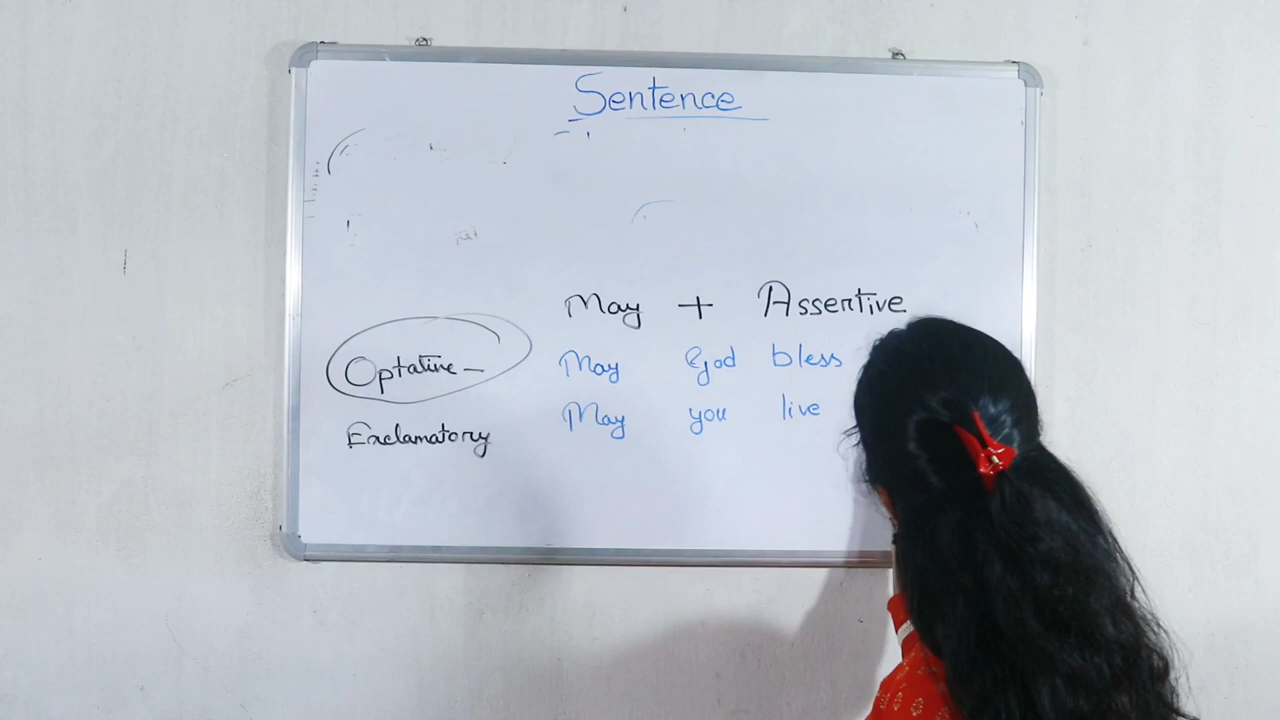 Sentence
May + Assertive
Optative -
May God bless
May you live
Exclamatory